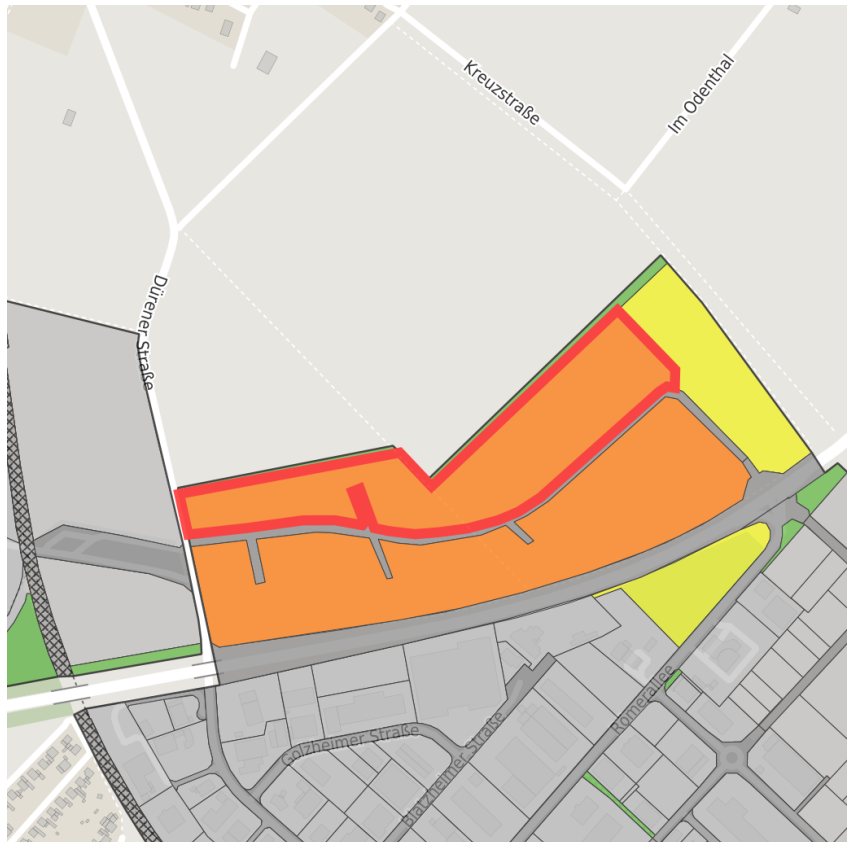 Kreuzstraße
Im Odenthal
Dürener Straße
Römerallee
Golzheimer Straße
Blatzheimer Straße